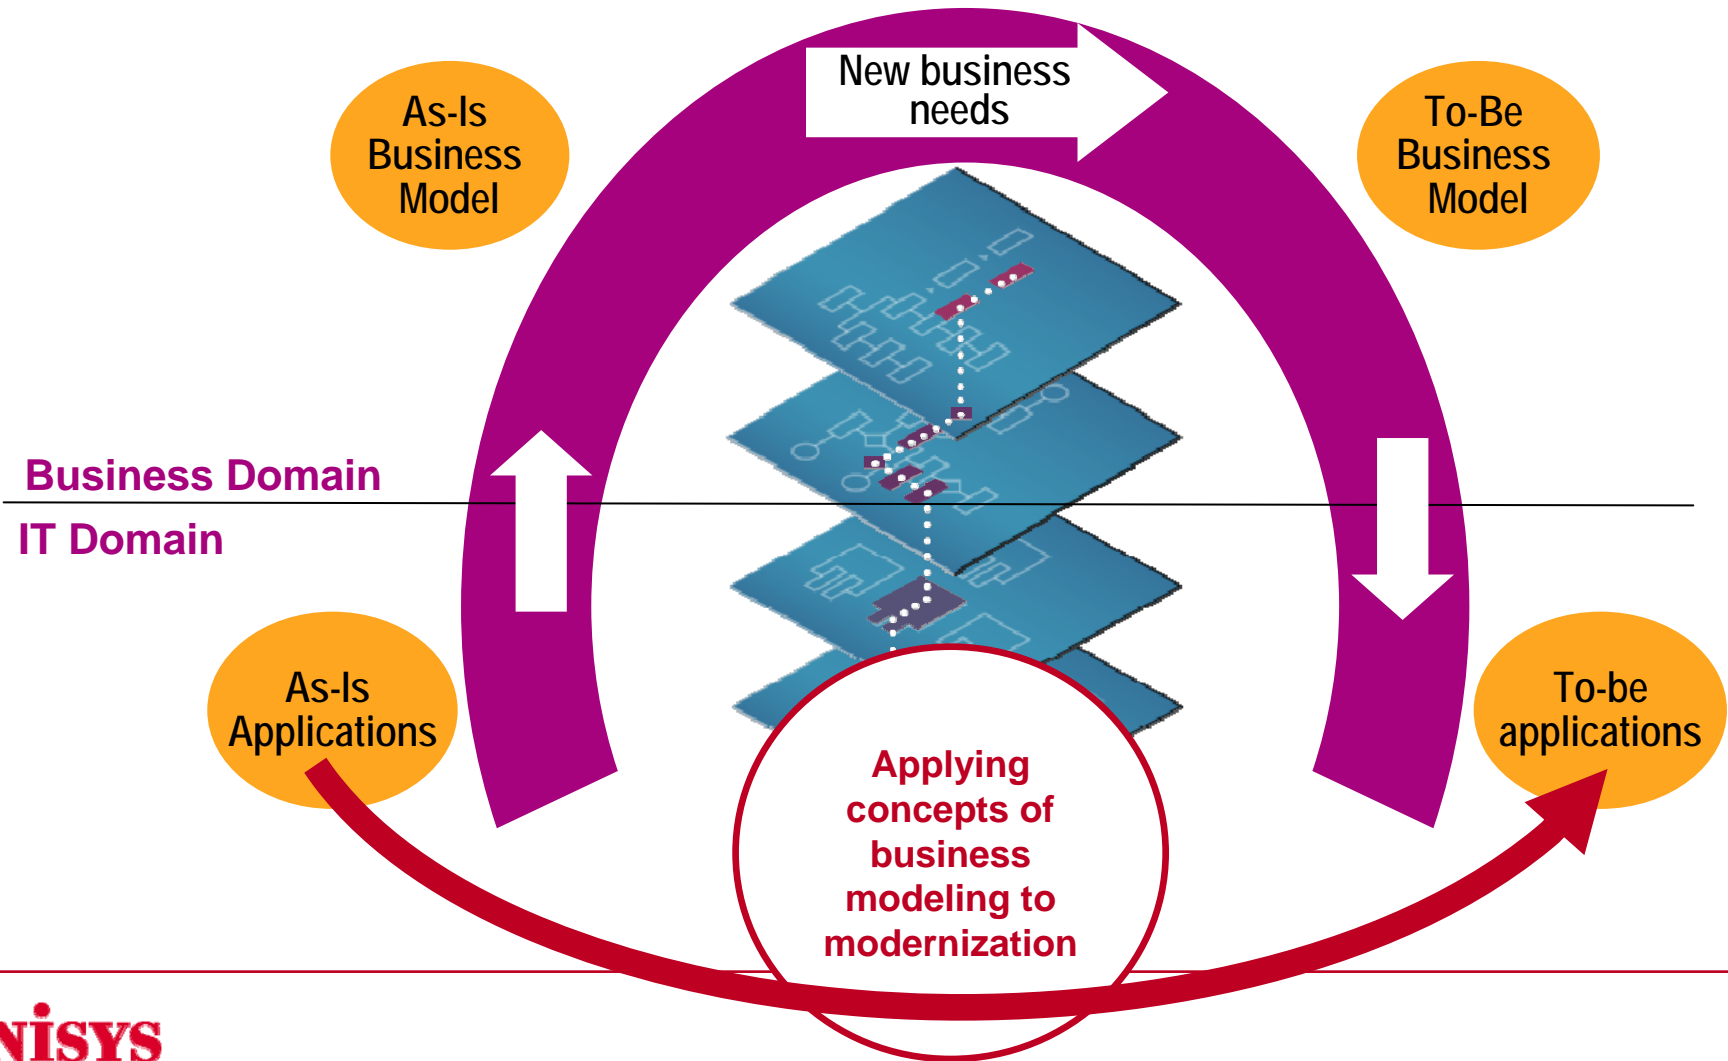 New business
needs
As-Is
Business
Model
To-Be
Business
Model
Business Domain
IT Domain
As-Is
Applications
To-be
applications
Applying
concepts of
business
modeling to
modernization
NISYS